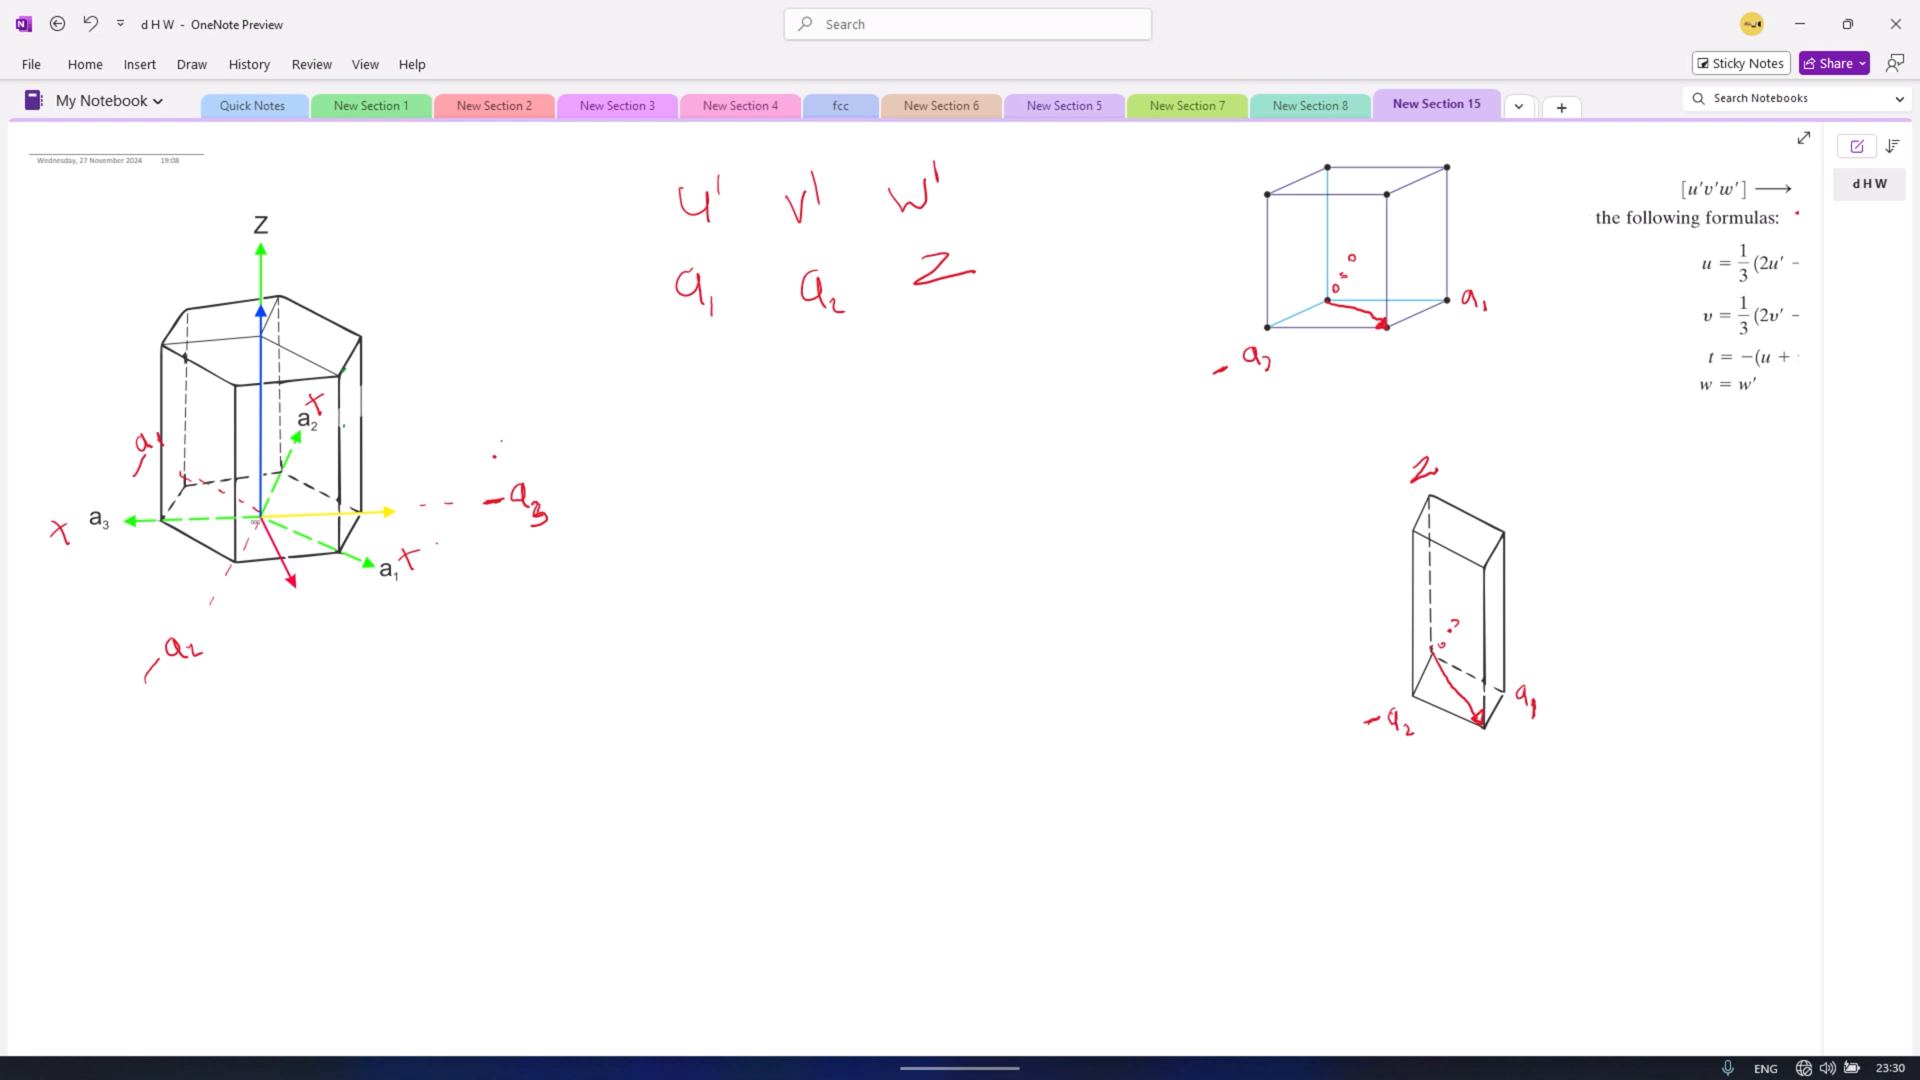 d H W - OneNote Preview
Search
File Home Insert Draw History Review View Help
Sticky Notes
Share
My Notebook
Quick Notes
New Section 1
New Section 2
New Section 3
New Section 4
fcc
New Section 6
New Section 5
New Section 7
New Section 8
New Section 15
Search Notebooks
Wednesday, 27 November 2024 19:08
d H W
u' v' w'
a₁ a₂ Z
[u'v'w'] ⟶
the following formulas:
u = 1/3 (2u' -
v = 1/3 (2v' -
t = -(u +
w = w'
Z
x
a₂
x a₃
a₁ x
- a₃
- a₂
0 0 0
a₁
Z
- a₂
a₁
ENG
23:30